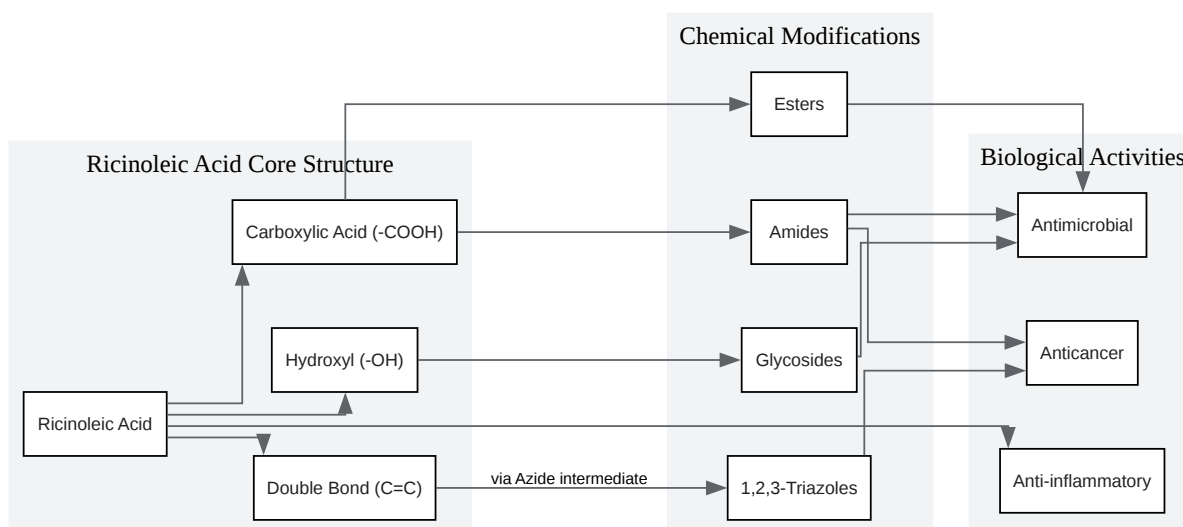 Chemical Modifications
Esters
Ricinoleic Acid Core Structure
Biological Activities
Carboxylic Acid (-COOH)
Amides
Antimicrobial
Hydroxyl (-OH)
Glycosides
Anticancer
Ricinoleic Acid
Double Bond (C=C)
via Azide intermediate
1,2,3-Triazoles
Anti-inflammatory